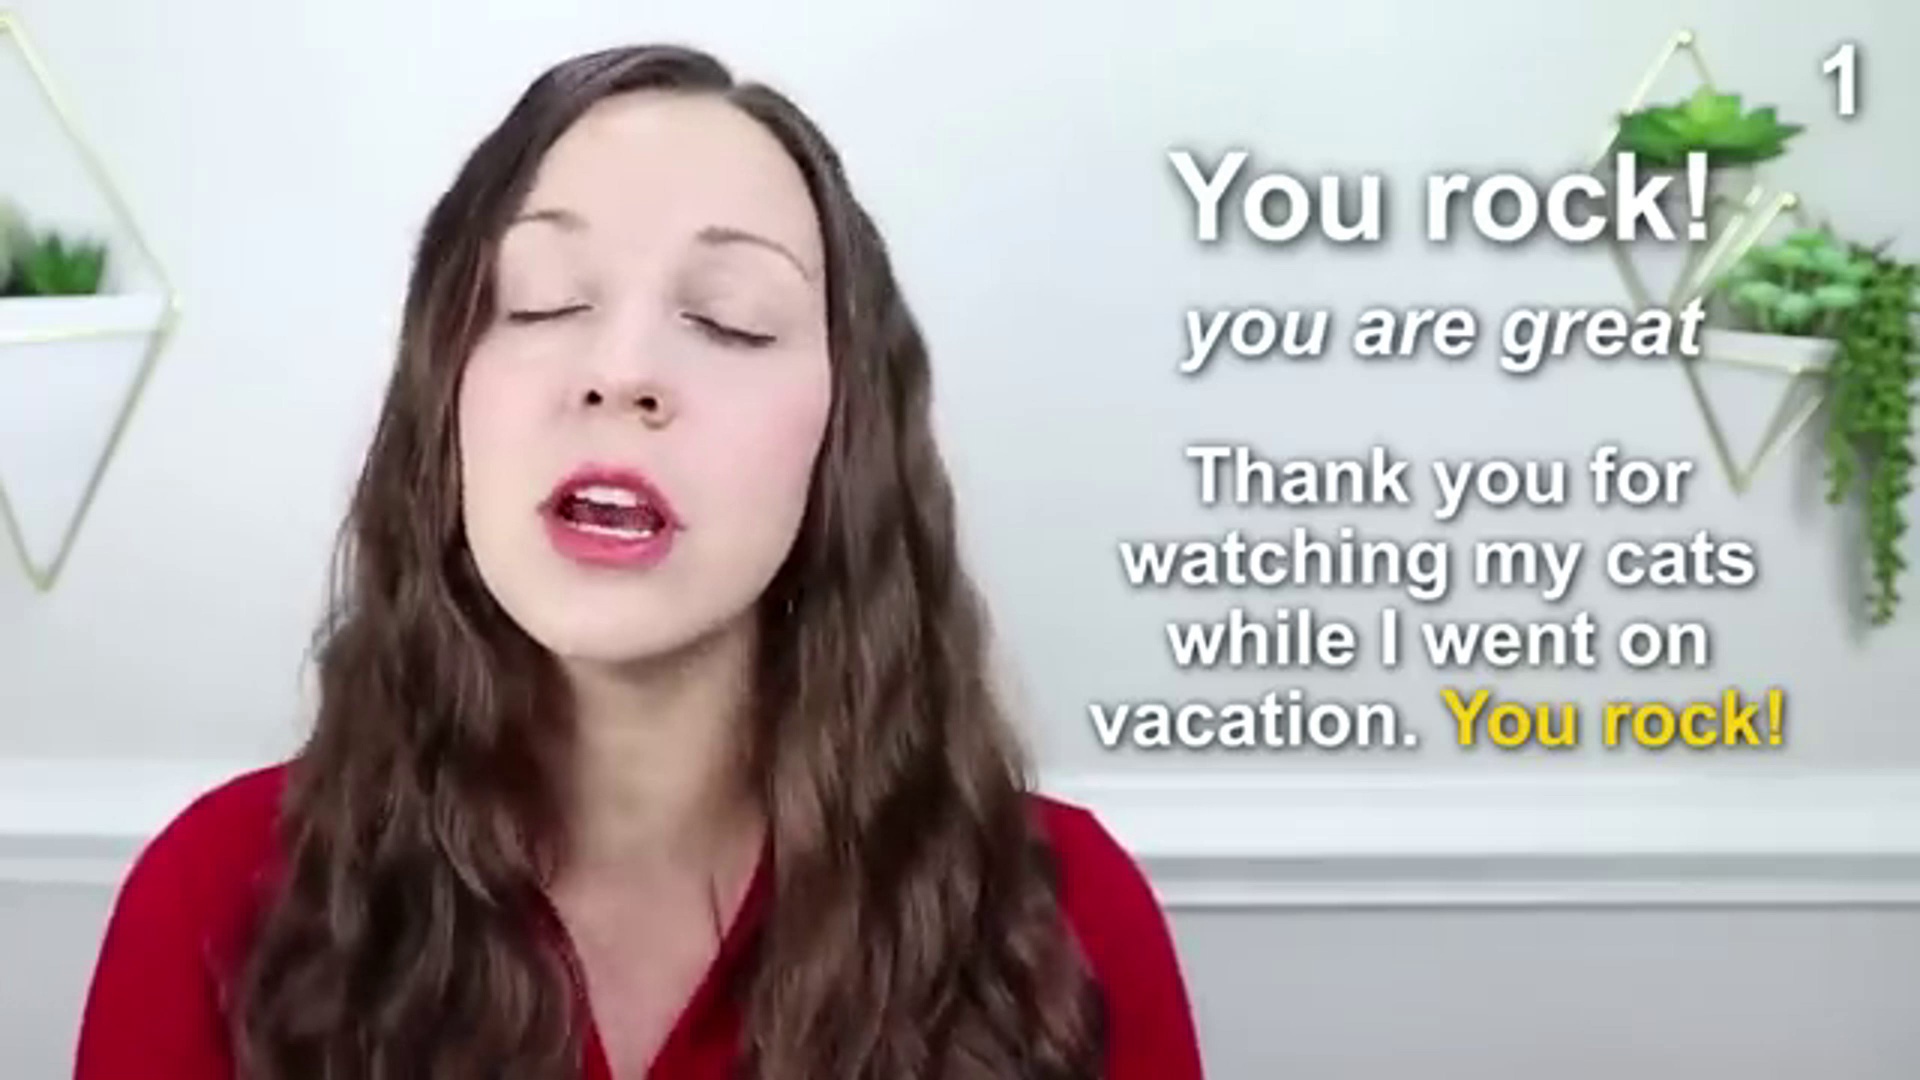 1
You rock!
you are great
Thank you for
watching my cats
while I went on
vacation. You rock!